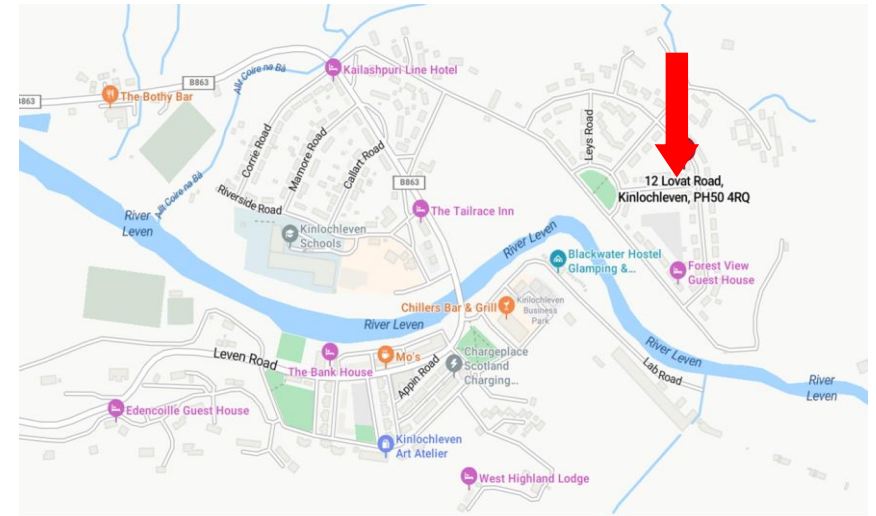 Allt Coire na Bà
Kailashpuri Line Hotel
B863
B863
The Bothy Bar
Corrie Road
Mamore Road
Callart Road
Leys Road
12 Lovat Road,
Kinlochleven, PH50 4RQ
B863
Allt Coire na Bà
Riverside Road
River
Leven
The Tailrace Inn
Kinlochleven
Schools
River Leven
Blackwater Hostel
Glamping &...
Forest View
Guest House
Chillers Bar & Grill
Kinlochleven
Business
Park
River Leven
Leven Road
Mo's
The Bank House
Appin Road
Chargeplace
Scotland
Charging...
River Leven
Lab Road
River
Leven
Edencoille Guest House
Kinlochleven
Art Atelier
West Highland Lodge